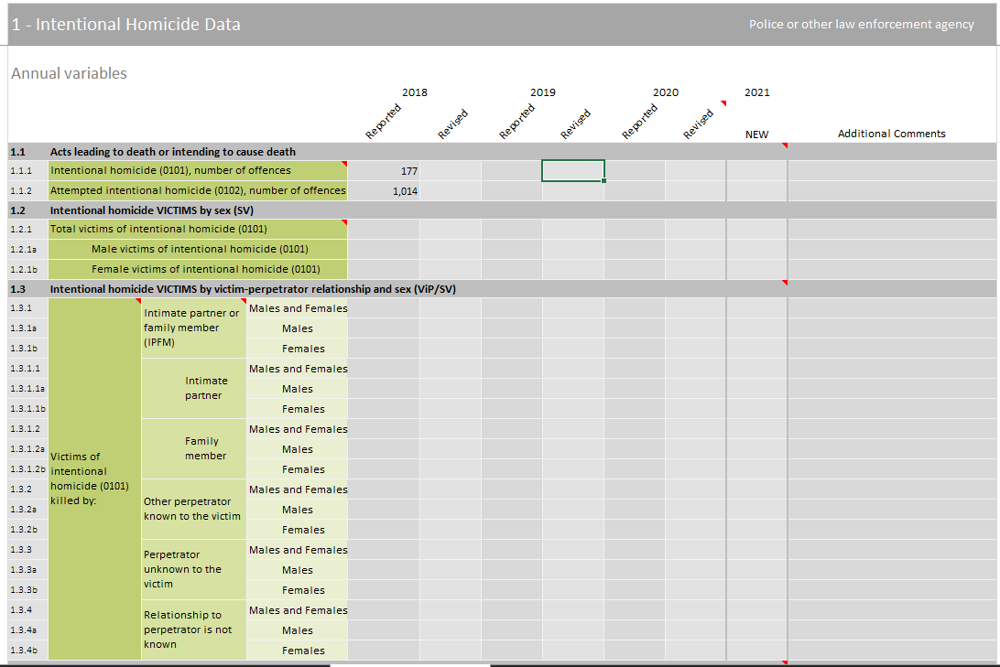 1 - Intentional Homicide Data
Police or other law enforcement agency
Annual variables
2018 2019 2020 2021
Reported Revised Reported Revised Reported Revised NEW Additional Comments
1.1 Acts leading to death or intending to cause death
1.1.1 Intentional homicide (0101), number of offences 177
1.1.2 Attempted intentional homicide (0102), number of offences 1,014
1.2 Intentional homicide VICTIMS by sex (SV)
1.2.1 Total victims of intentional homicide (0101)
1.2.1a Male victims of intentional homicide (0101)
1.2.1b Female victims of intentional homicide (0101)
1.3 Intentional homicide VICTIMS by victim-perpetrator relationship and sex (ViP/SV)
Victims of
intentional
homicide (0101)
killed by:
Intimate partner or
family member
(IPFM)
1.3.1 Males and Females
1.3.1a Males
1.3.1b Females
Intimate
partner
1.3.1.1 Males and Females
1.3.1.1a Males
1.3.1.1b Females
Family
member
1.3.1.2 Males and Females
1.3.1.2a Males
1.3.1.2b Females
Other perpetrator
known to the victim
1.3.2 Males and Females
1.3.2a Males
1.3.2b Females
Perpetrator
unknown to the
victim
1.3.3 Males and Females
1.3.3a Males
1.3.3b Females
Relationship to
perpetrator is not
known
1.3.4 Males and Females
1.3.4a Males
1.3.4b Females